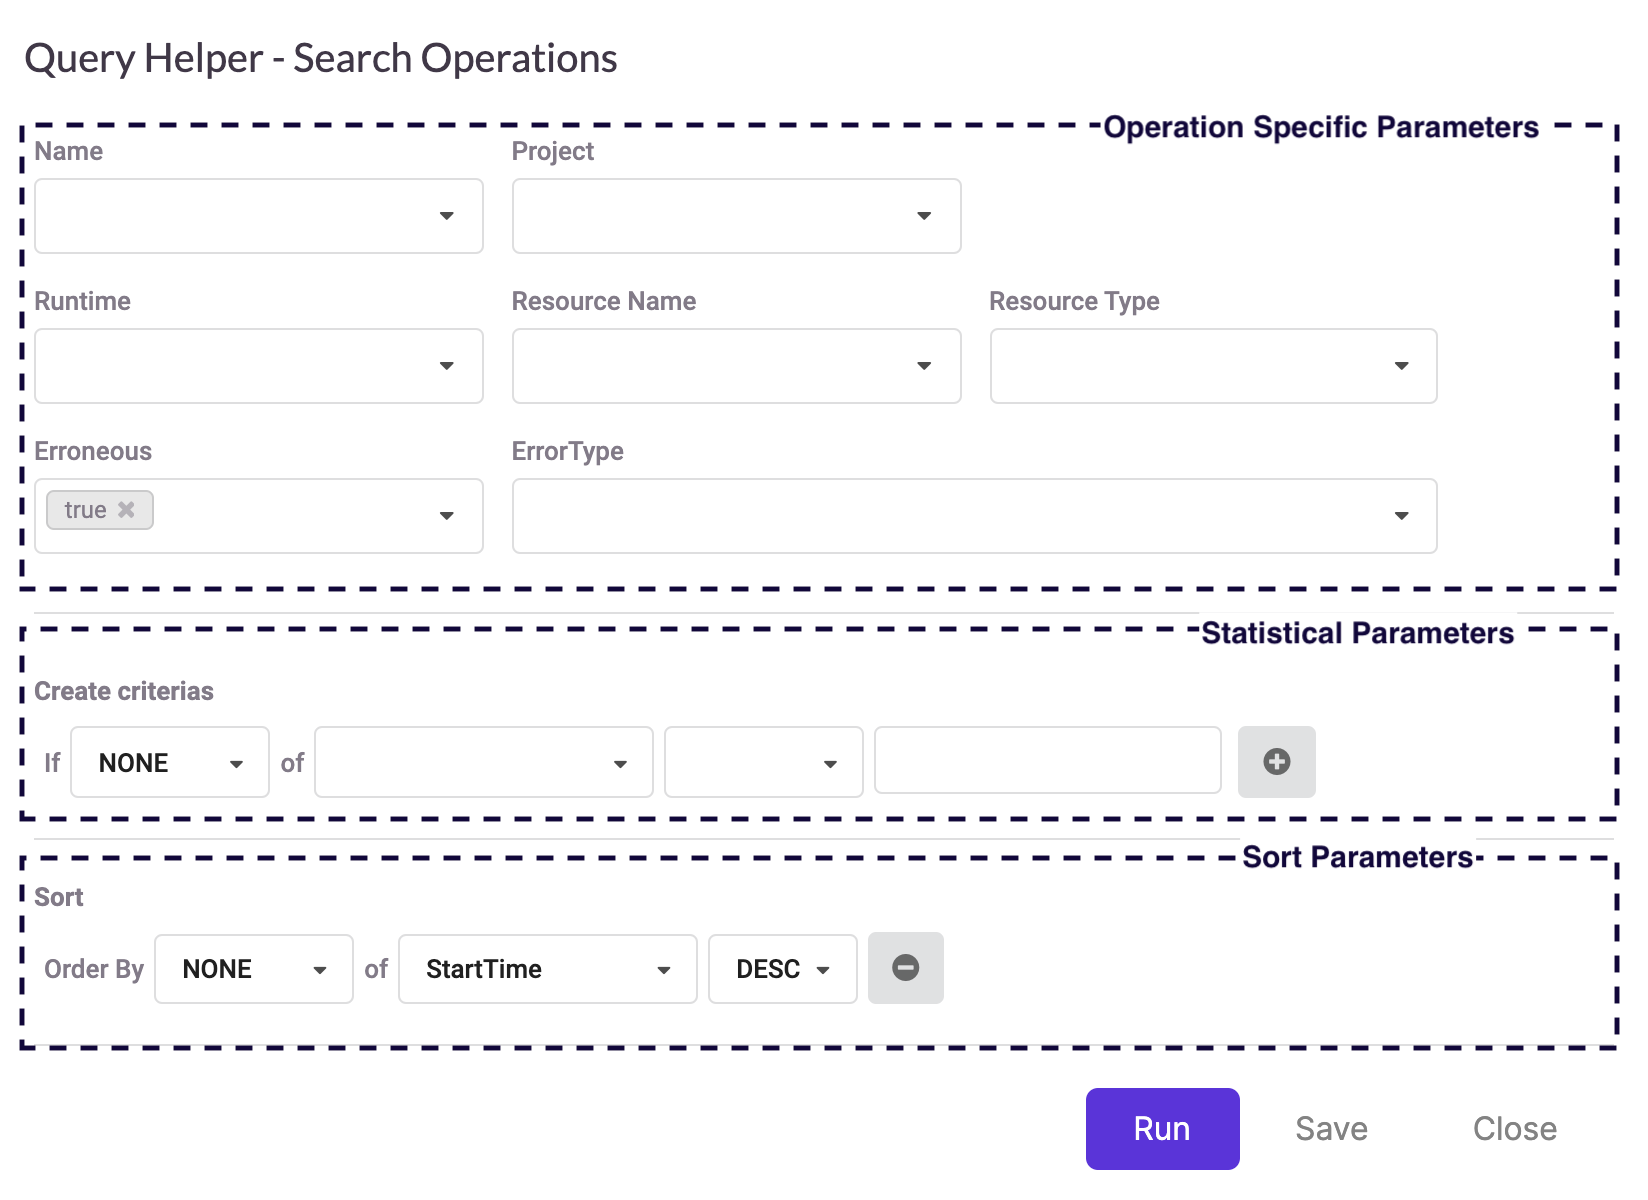 Query Helper - Search Operations
Operation Specific Parameters
Name Project
Runtime Resource Name Resource Type
Erroneous ErrorType
true
Statistical Parameters
Create criterias
If NONE of
Sort Parameters
Sort
Order By NONE of StartTime DESC
Run Save Close